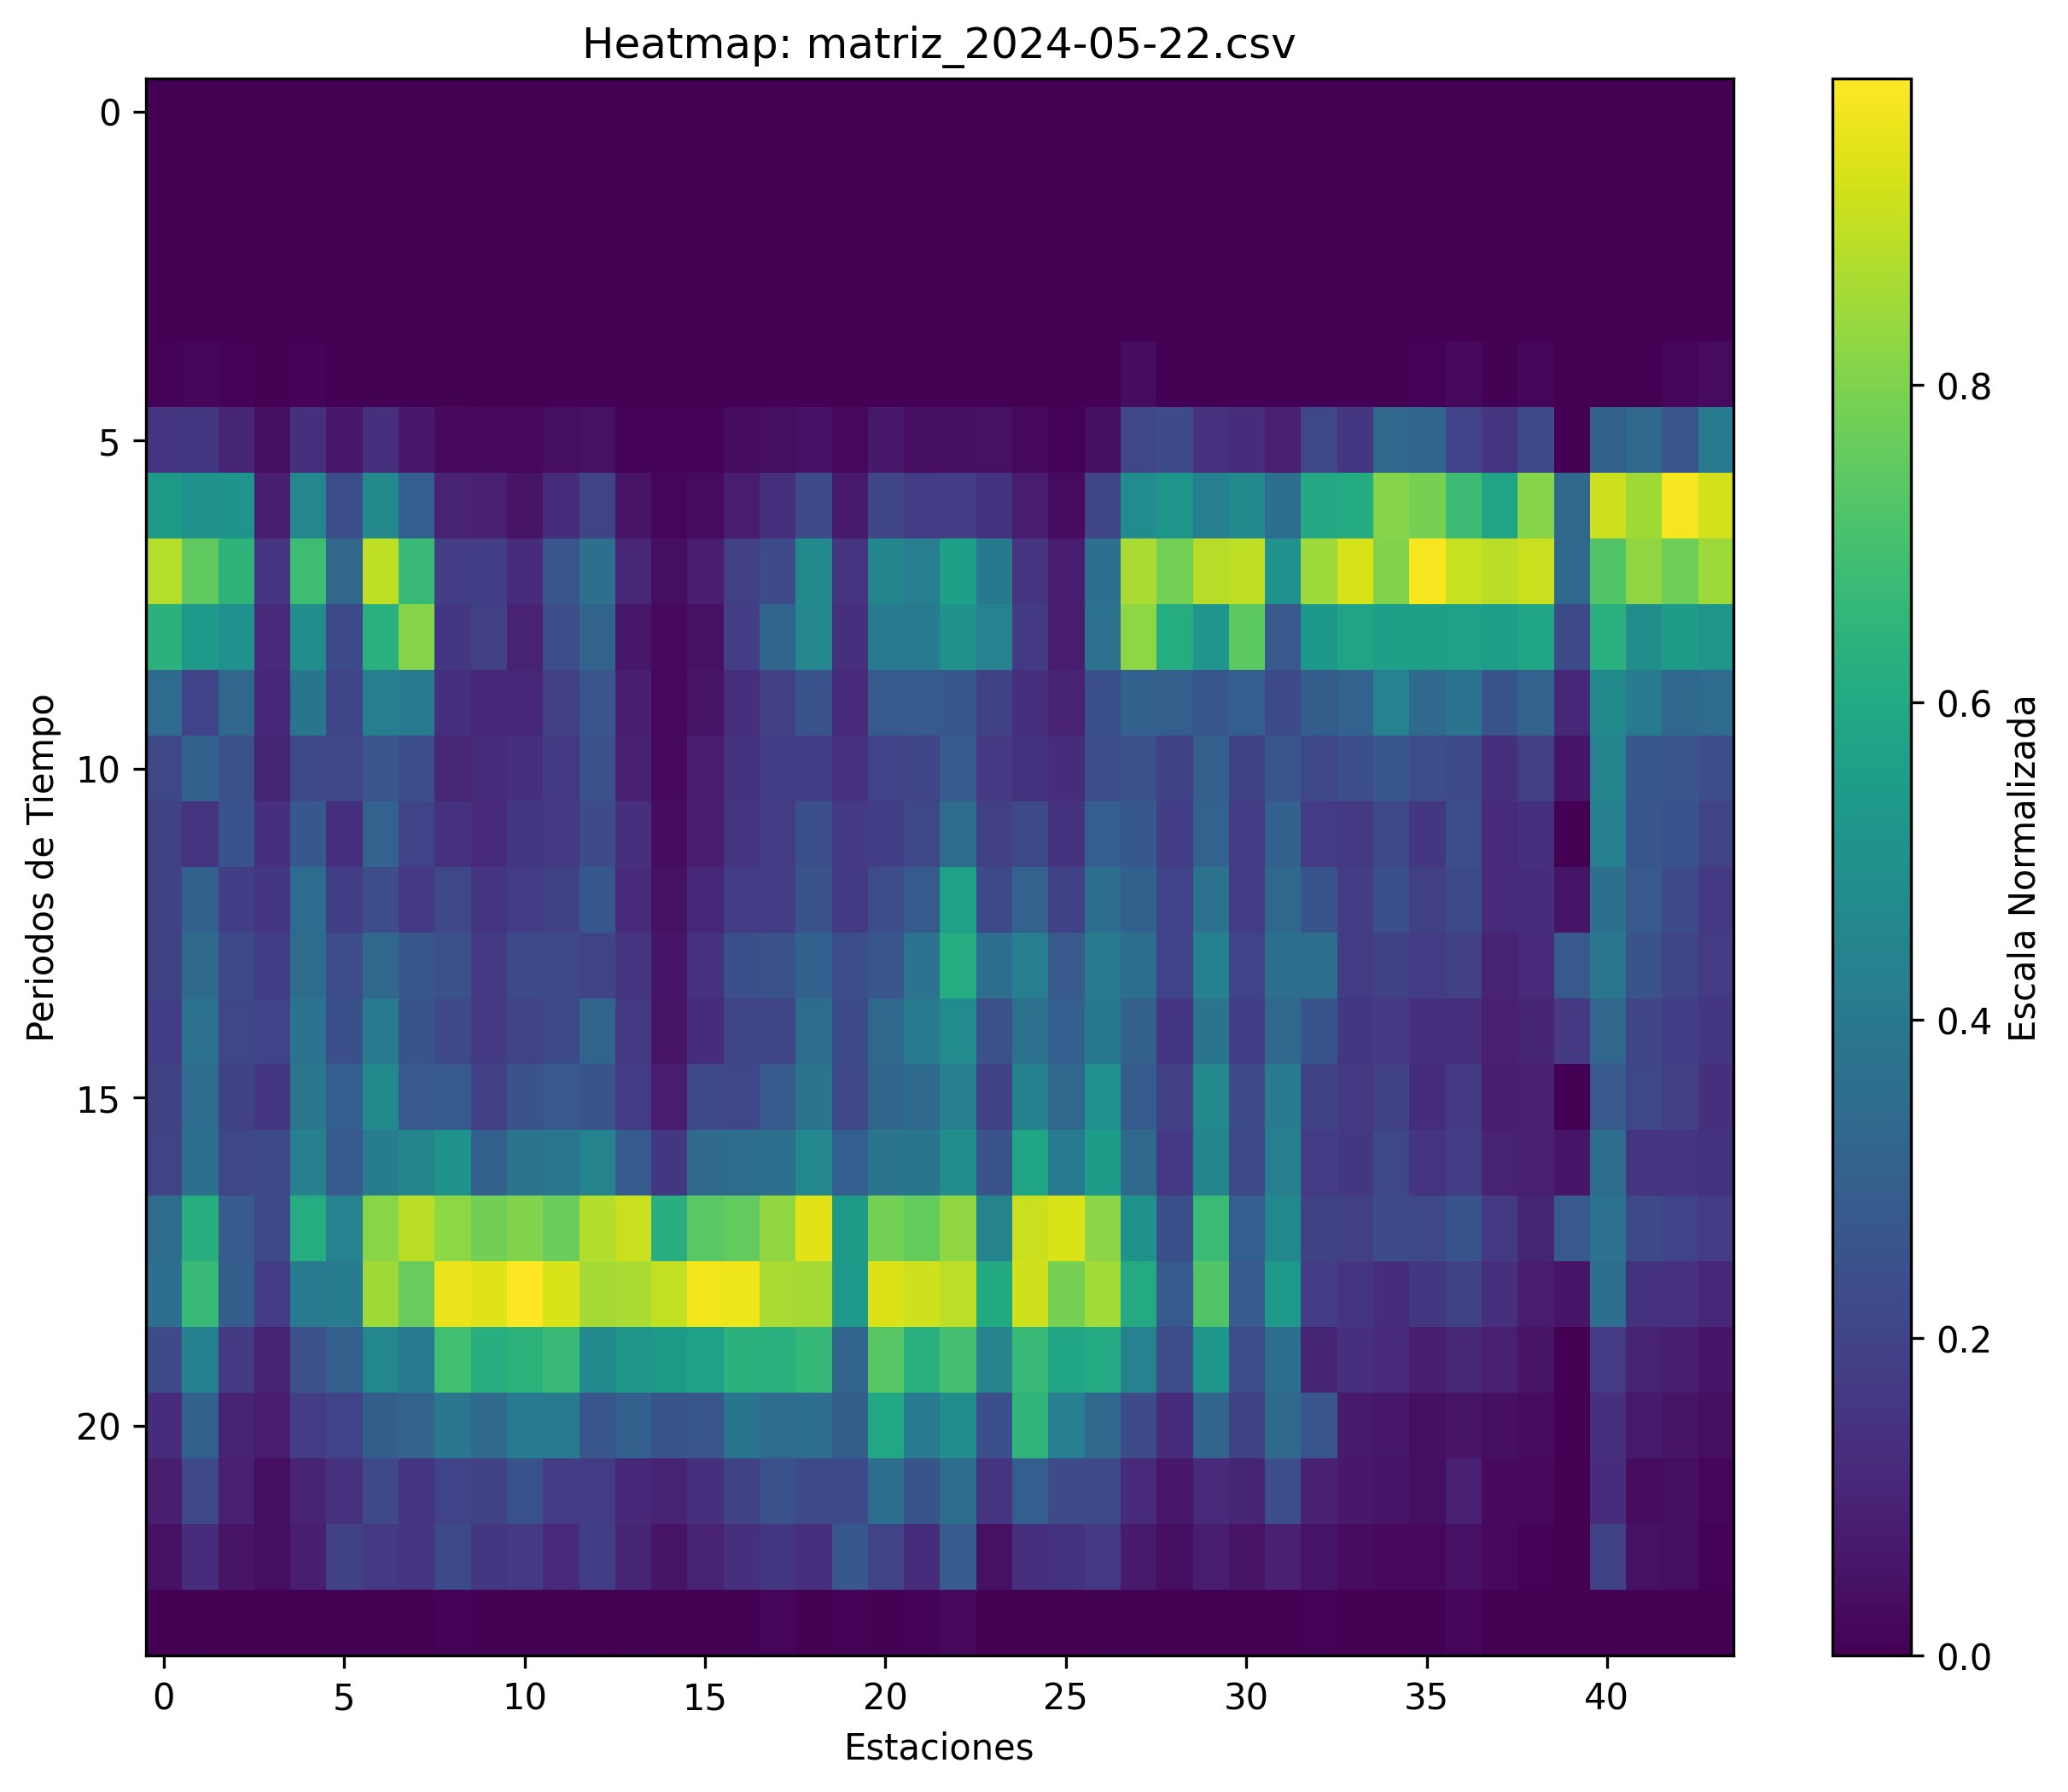 Heatmap: matriz_2024-05-22.csv
Periodos de Tiempo
0
5
10
15
20
0 5 10 15 20 25 30 35 40
Estaciones
0.8
0.6
0.4
0.2
0.0
Escala Normalizada